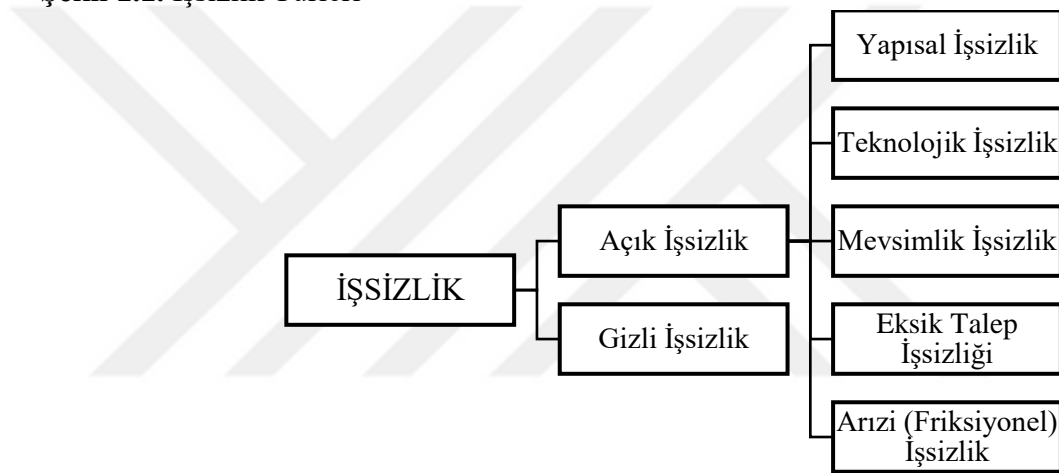 Yapısal İşsizlik
Teknolojik İşsizlik
Açık İşsizlik
Mevsimlik İşsizlik
İŞSİZLİK
Gizli İşsizlik
Eksik Talep
İşsizliği
Arızi (Friksiyonel)
İşsizlik